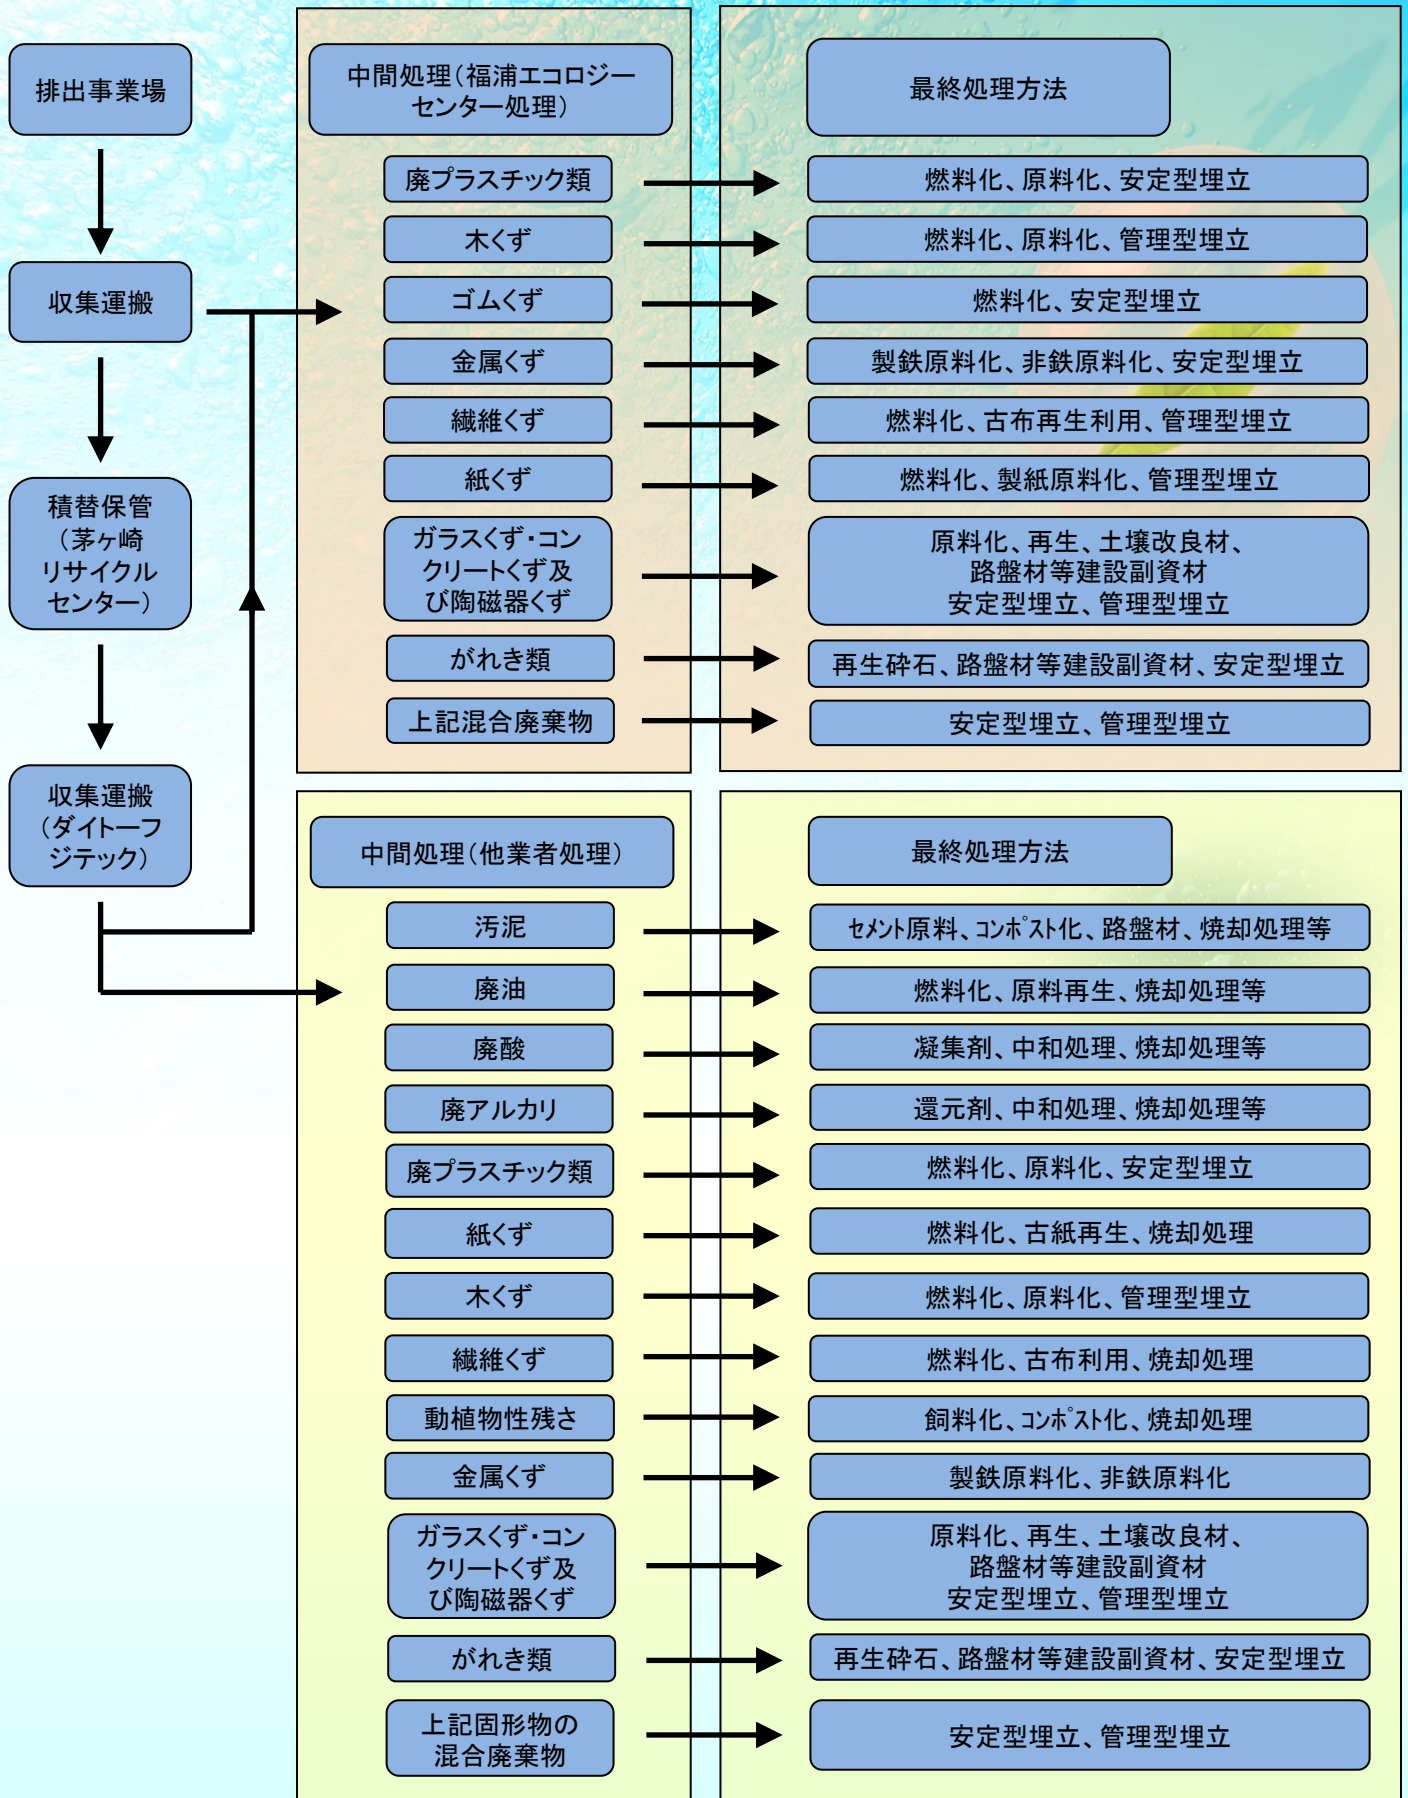 排出事業場
収集運搬
積替保管
（茅ヶ崎
リサイクル
センター）
収集運搬
（ダイトーフ
ジテック）
中間処理（福浦エコロジー
センター処理）
最終処理方法
廃プラスチック類
燃料化、原料化、安定型埋立
木くず
燃料化、原料化、管理型埋立
ゴムくず
燃料化、安定型埋立
金属くず
製鉄原料化、非鉄原料化、安定型埋立
繊維くず
燃料化、古布再生利用、管理型埋立
紙くず
燃料化、製紙原料化、管理型埋立
ガラスくず・コン
クリートくず及
び陶磁器くず
原料化、再生、土壌改良材、
路盤材等建設副資材
安定型埋立、管理型埋立
がれき類
再生砕石、路盤材等建設副資材、安定型埋立
上記混合廃棄物
安定型埋立、管理型埋立
中間処理（他業者処理）
最終処理方法
汚泥
ｾﾒﾝﾄ原料、ｺﾝﾎﾟｽﾄ化、路盤材、焼却処理等
廃油
燃料化、原料再生、焼却処理等
廃酸
凝集剤、中和処理、焼却処理等
廃アルカリ
還元剤、中和処理、焼却処理等
廃プラスチック類
燃料化、原料化、安定型埋立
紙くず
燃料化、古紙再生、焼却処理
木くず
燃料化、原料化、管理型埋立
繊維くず
燃料化、古布利用、焼却処理
動植物性残さ
飼料化、ｺﾝﾎﾟｽﾄ化、焼却処理
金属くず
製鉄原料化、非鉄原料化
ガラスくず・コン
クリートくず及
び陶磁器くず
原料化、再生、土壌改良材、
路盤材等建設副資材
安定型埋立、管理型埋立
がれき類
再生砕石、路盤材等建設副資材、安定型埋立
上記固形物の
混合廃棄物
安定型埋立、管理型埋立